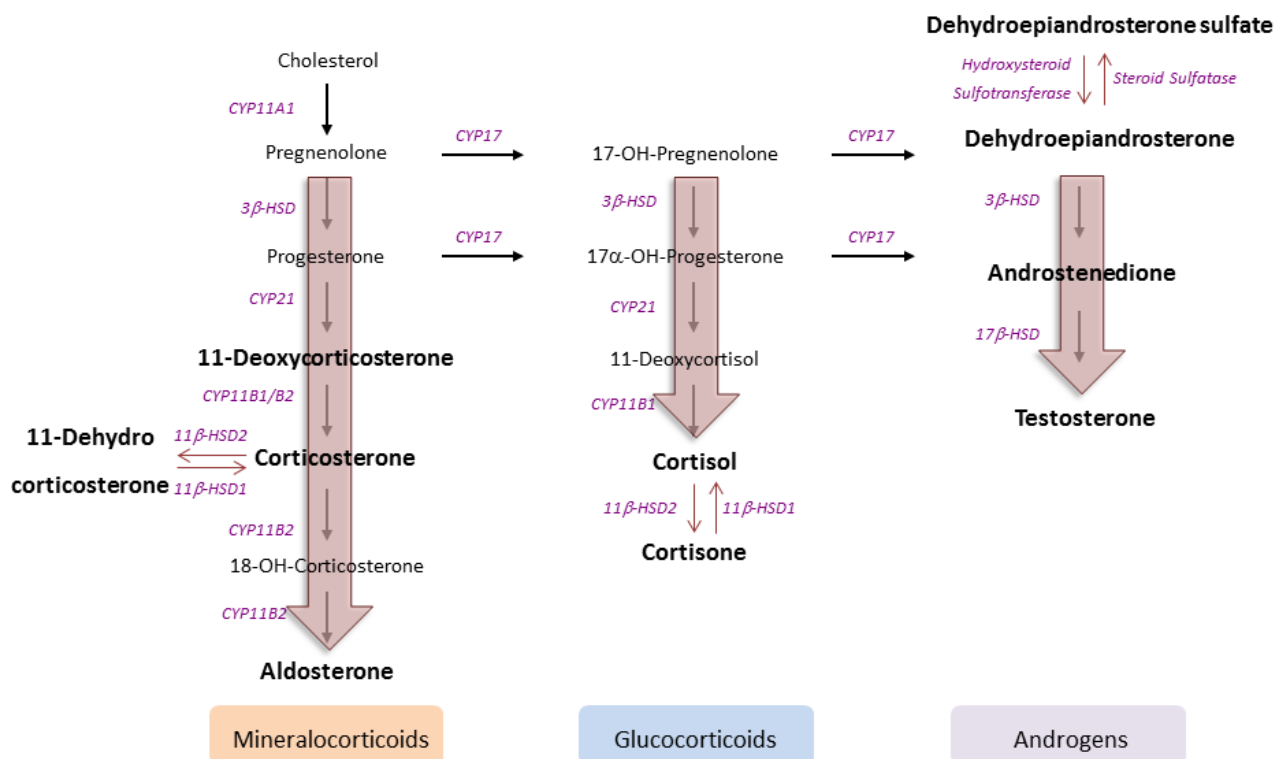 Dehydroepiandrosterone sulfate
Cholesterol
Hydroxysteroid
Sulfotransferase
Steroid Sulfatase
CYP11A1
CYP17
CYP17
Pregnenolone
17-OH-Pregnenolone
Dehydroepiandrosterone
3β-HSD
3β-HSD
3β-HSD
CYP17
CYP17
Progesterone
17α-OH-Progesterone
Androstenedione
CYP21
CYP21
17β-HSD
11-Deoxycorticosterone
11-Deoxycortisol
CYP11B1/B2
CYP11B1
Testosterone
11-Dehydro
corticosterone
11β-HSD2
11β-HSD1
Corticosterone
Cortisol
11β-HSD2
11β-HSD1
CYP11B2
Cortisone
18-OH-Corticosterone
CYP11B2
Aldosterone
Mineralocorticoids
Glucocorticoids
Androgens